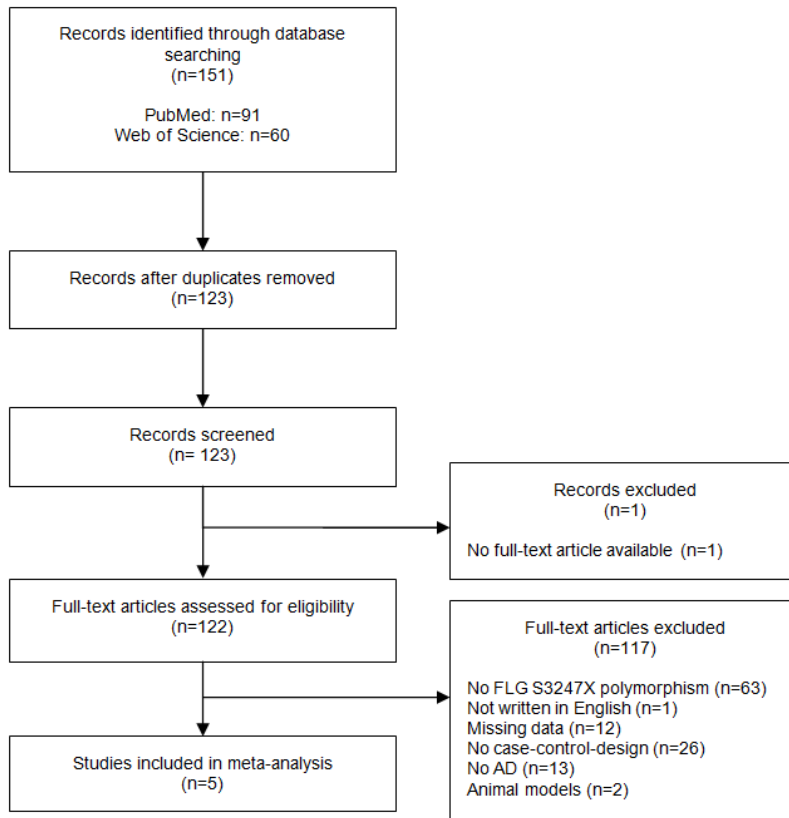 Records identified through database
searching
(n=151)
PubMed: n=91
Web of Science: n=60
Records after duplicates removed
(n=123)
Records screened
(n= 123)
Records excluded
(n=1)
No full-text article available (n=1)
Full-text articles assessed for eligibility
(n=122)
Full-text articles excluded
(n=117)
No FLG S3247X polymorphism (n=63)
Not written in English (n=1)
Missing data (n=12)
No case-control-design (n=26)
No AD (n=13)
Animal models (n=2)
Studies included in meta-analysis
(n=5)